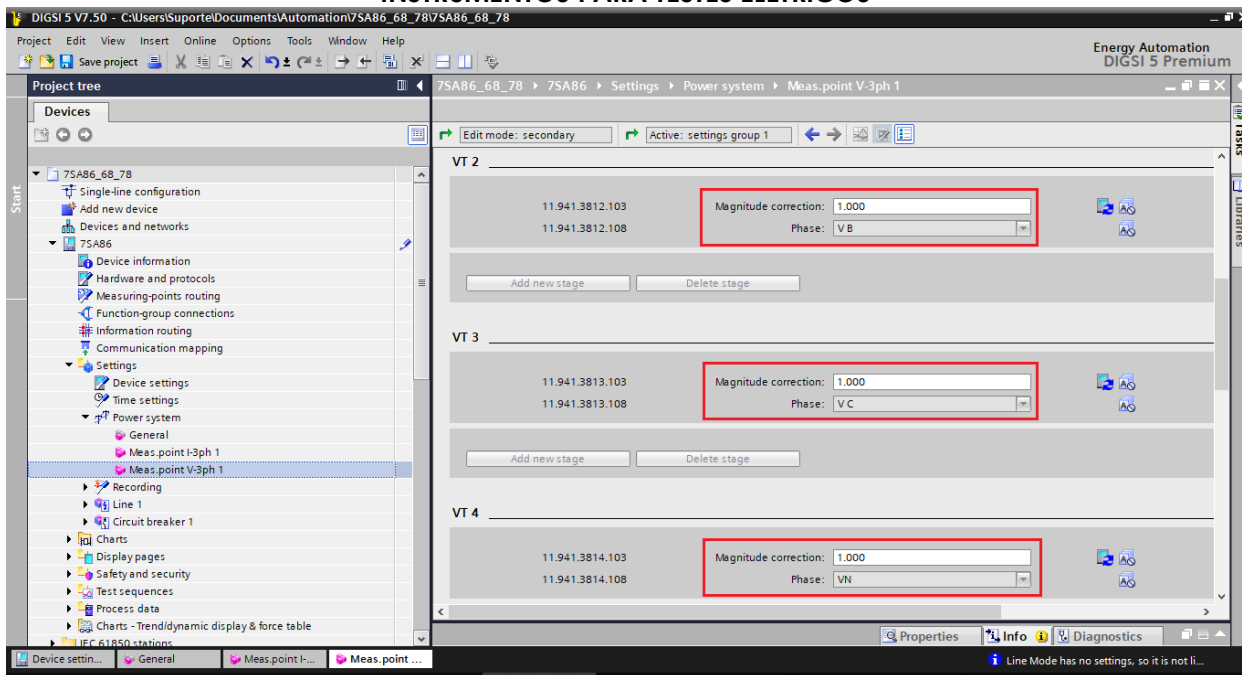 INSTRUMENTOS PARA TESTES ELÉTRICOS
DIGSI 5 V7.50 - C:\Users\Suporte\Documents\Automation\7SA86_68_78\7SA86_68_78
Project Edit View Insert Online Options Tools Window Help
Save project
Energy Automation
DIGSI 5 Premium
Project tree
7SA86_68_78 › 7SA86 › Settings › Power system › Meas.point V-3ph 1
Devices
Edit mode: secondary
Active: settings group 1
Start
7SA86_68_78
Single-line configuration
Add new device
Devices and networks
7SA86
Device information
Hardware and protocols
Measuring-points routing
Function-group connections
Information routing
Communication mapping
Settings
Device settings
Time settings
Power system
General
Meas.point I-3ph 1
Meas.point V-3ph 1
Recording
Line 1
Circuit breaker 1
Charts
Display pages
Safety and security
Test sequences
Process data
Charts - Trend/dynamic display & force table
IEC 61850 stations
VT 2
11.941.3812.103 Magnitude correction: 1.000
11.941.3812.108 Phase: V B
Add new stage Delete stage
VT 3
11.941.3813.103 Magnitude correction: 1.000
11.941.3813.108 Phase: V C
Add new stage Delete stage
VT 4
11.941.3814.103 Magnitude correction: 1.000
11.941.3814.108 Phase: VN
Tasks
Libraries
Properties Info Diagnostics
Device settin... General Meas.point I-... Meas.point ...
Line Mode has no settings, so it is not li...